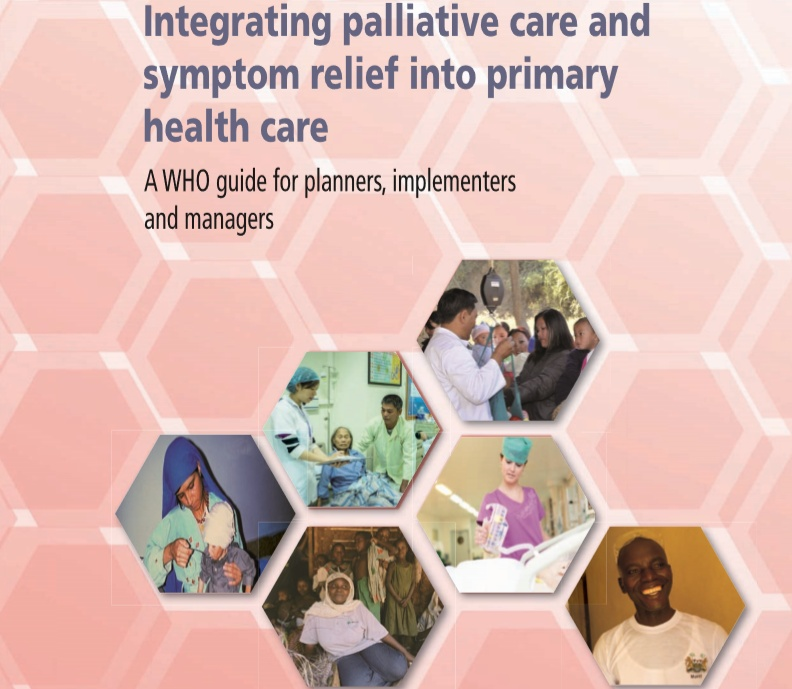 Integrating palliative care and
symptom relief into primary
health care
A WHO guide for planners, implementers
and managers